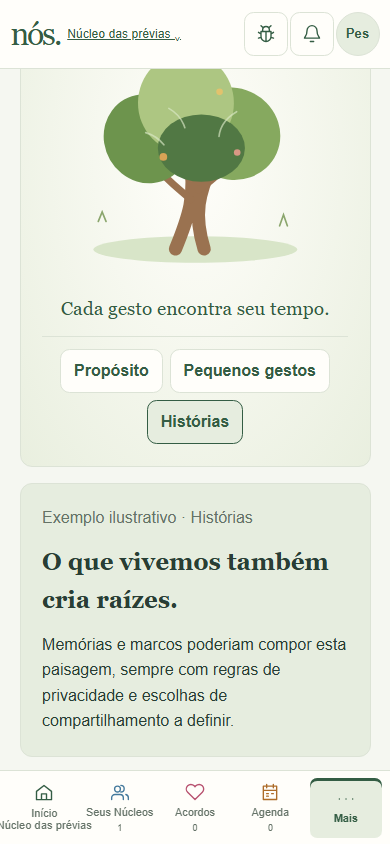 nós. Núcleo das prévias Pes
Cada gesto encontra seu tempo.
Propósito Pequenos gestos
Histórias
Exemplo ilustrativo · Histórias
O que vivemos também
cria raízes.
Memórias e marcos poderiam compor esta
paisagem, sempre com regras de
privacidade e escolhas de
compartilhamento a definir.
Início Seus Núcleos Acordos Agenda Mais
Núcleo das prévias 1 0 0